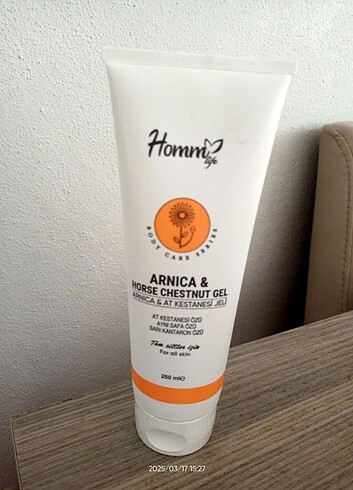 Homm
life
BODY CARE SERIES
ARNICA &
HORSE CHESTNUT GEL
ARNICA & AT KESTANESİ JELİ
AT KESTANESİ ÖZÜ
AYNI SAFA ÖZÜ
SARI KANTARON ÖZÜ
Tüm ciltler için
For all skin
250 ml e
2025/03/17 15:27